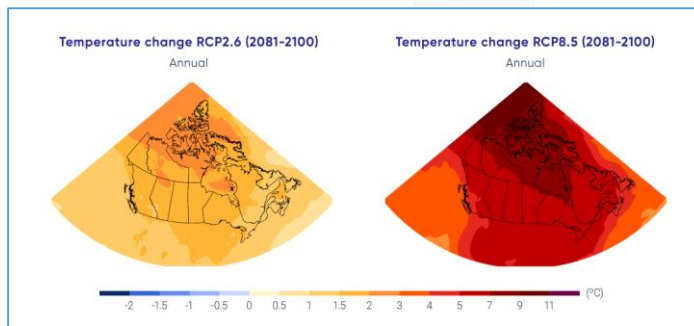 Temperature change RCP2.6 (2081-2100)
Annual
Temperature change RCP8.5 (2081-2100)
Annual
-2 -1.5 -1 -0.5 0 0.5 1 1.5 2 3 4 5 7 9 11 (°C)